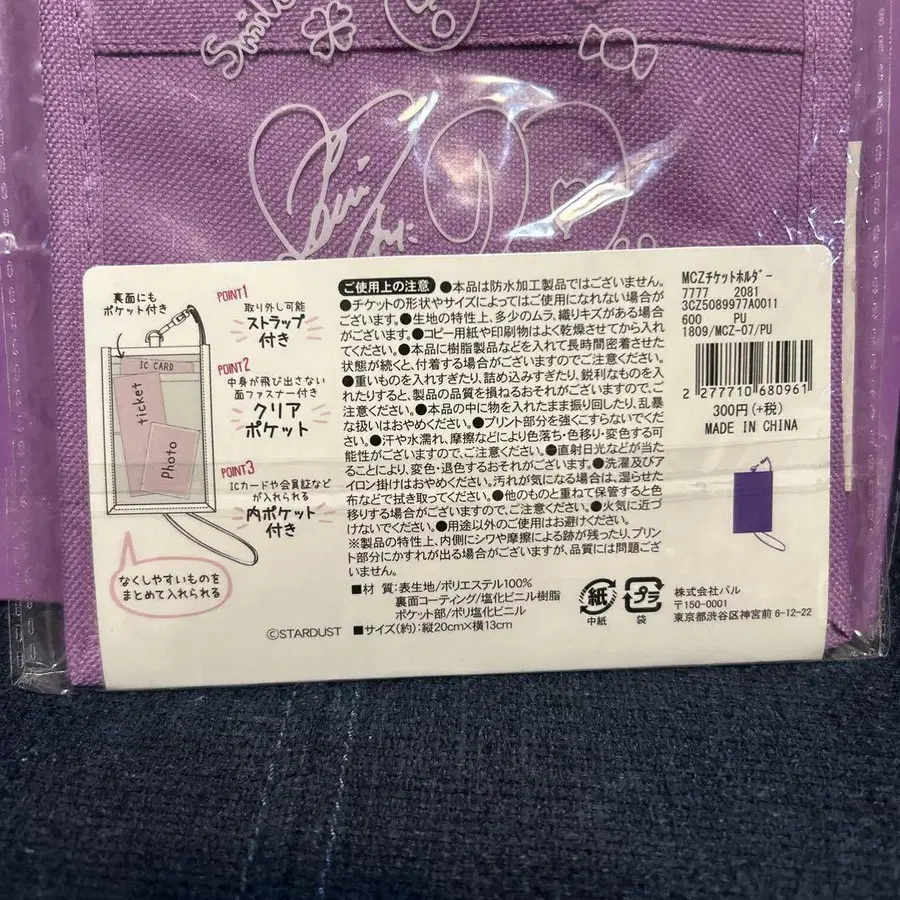 Smile
裏面にも
ポケット付き
IC CARD
ticket
Photo
なくしやすいものを
まとめて入れられる
POINT1
取り外し可能
ストラップ
付き
POINT2
中身が飛び出さない
面ファスナー付き
クリア
ポケット
POINT3
ICカードや会員証など
が入れられる
内ポケット
付き
©STARDUST
ご使用上の注意 ●本品は防水加工製品ではございません。
●チケットの形状やサイズによってはご使用になれない場合が
ございます。●生地の特性上、多少のムラ、織りキズがある場合
がございます。●コピー用紙や印刷物はよく乾燥させてから入れ
てください。●本品に樹脂製品などを入れて長時間密着させた
状態が続くと、付着する場合がございますのでご注意ください。
●重いものを入れすぎたり、詰め込みすぎたり、鋭利なものを入
れたりすると、製品の品質を損ねるおそれがございますので、ご
注意ください。●本品の中に物を入れたまま振り回したり、乱暴
な扱いはおやめください。●プリント部分を強くこすらないでく
ださい。●汗や水濡れ、摩擦などにより色落ち・色移り・変色する可
能性がございますので、ご注意ください。●直射日光などが当
たることにより、変色・退色するおそれがございます。●洗濯及びア
イロン掛けはおやめください。汚れが気になる場合は、湿らせた
布などで拭き取ってください。●他のものと重ねて保管すると色
移りする場合がございますので、ご注意ください。●火気に近づ
けないでください。●用途以外のご使用はお避けください。
※製品の特性上、内側にシワや摩擦による跡が残ったり、プリン
ト部分にかすれが出る場合がございますが、品質には問題ござ
いません。
■材 質:表生地/ポリエステル100%
裏面コーティング/塩化ビニル樹脂
ポケット部/ポリ塩化ビニル
■サイズ(約):縦20cm×横13cm
MCZチケットホルダー
7777 2081
3CZ5089977A0011
600 PU
1809/MCZ-07/PU
2 277710 680961
300円(+税)
MADE IN CHINA
紙
中紙
プラ
袋
株式会社パル
〒150-0001
東京都渋谷区神宮前 6-12-22